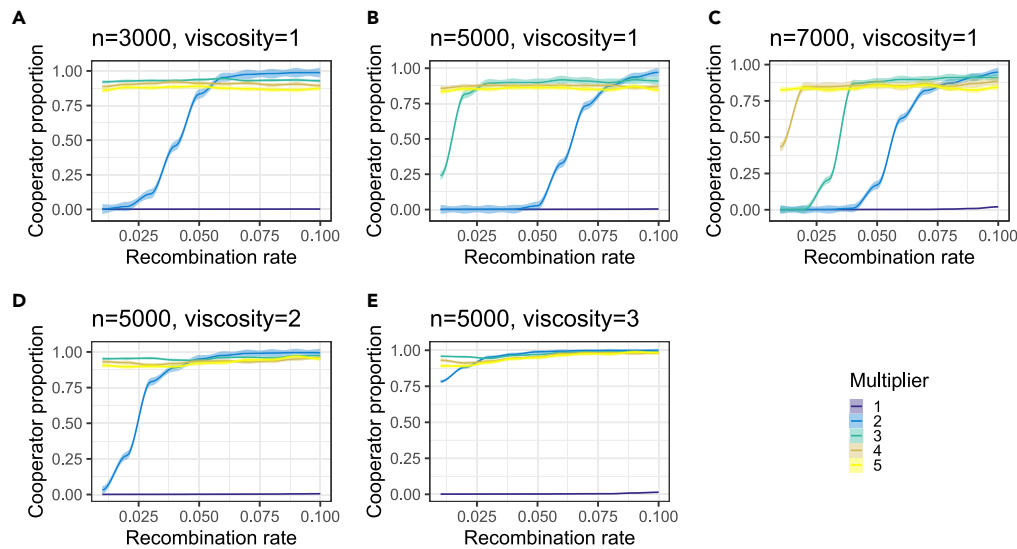 A
n=3000, viscosity=1
Cooperator proportion
1.00
0.75
0.50
0.25
0.00
0.025 0.050 0.075 0.100
Recombination rate
B
n=5000, viscosity=1
Cooperator proportion
1.00
0.75
0.50
0.25
0.00
0.025 0.050 0.075 0.100
Recombination rate
C
n=7000, viscosity=1
Cooperator proportion
1.00
0.75
0.50
0.25
0.00
0.025 0.050 0.075 0.100
Recombination rate
D
n=5000, viscosity=2
Cooperator proportion
1.00
0.75
0.50
0.25
0.00
0.025 0.050 0.075 0.100
Recombination rate
E
n=5000, viscosity=3
Cooperator proportion
1.00
0.75
0.50
0.25
0.00
0.025 0.050 0.075 0.100
Recombination rate
Multiplier
1
2
3
4
5